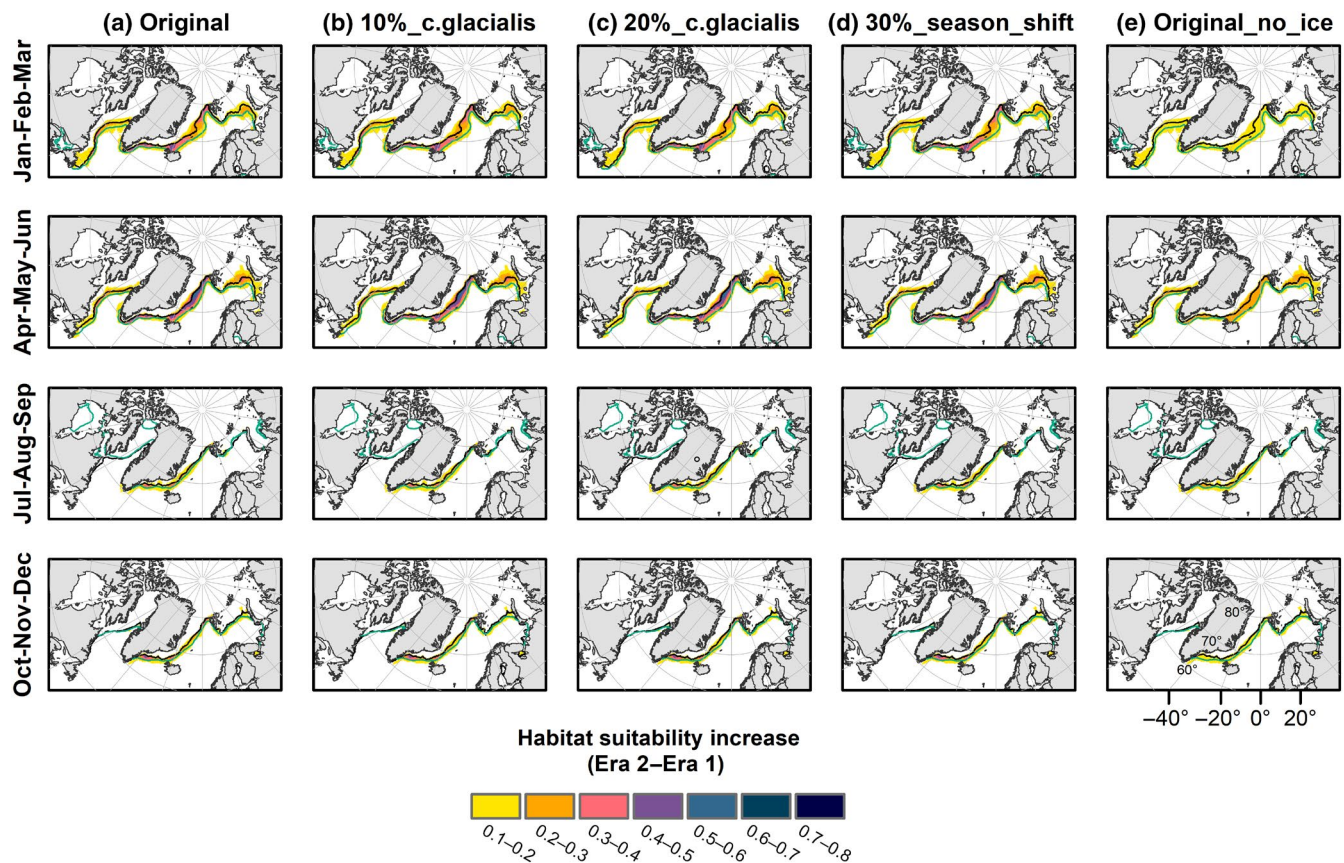 (a) Original
(b) 10%_c.glacialis
(c) 20%_c.glacialis
(d) 30%_season_shift
(e) Original_no_ice
Jan-Feb-Mar
Apr-May-Jun
Jul-Aug-Sep
Oct-Nov-Dec
80°
70°
60°
–40°
–20°
0°
20°
Habitat suitability increase
(Era 2–Era 1)
0.1–0.2
0.2–0.3
0.3–0.4
0.4–0.5
0.5–0.6
0.6–0.7
0.7–0.8